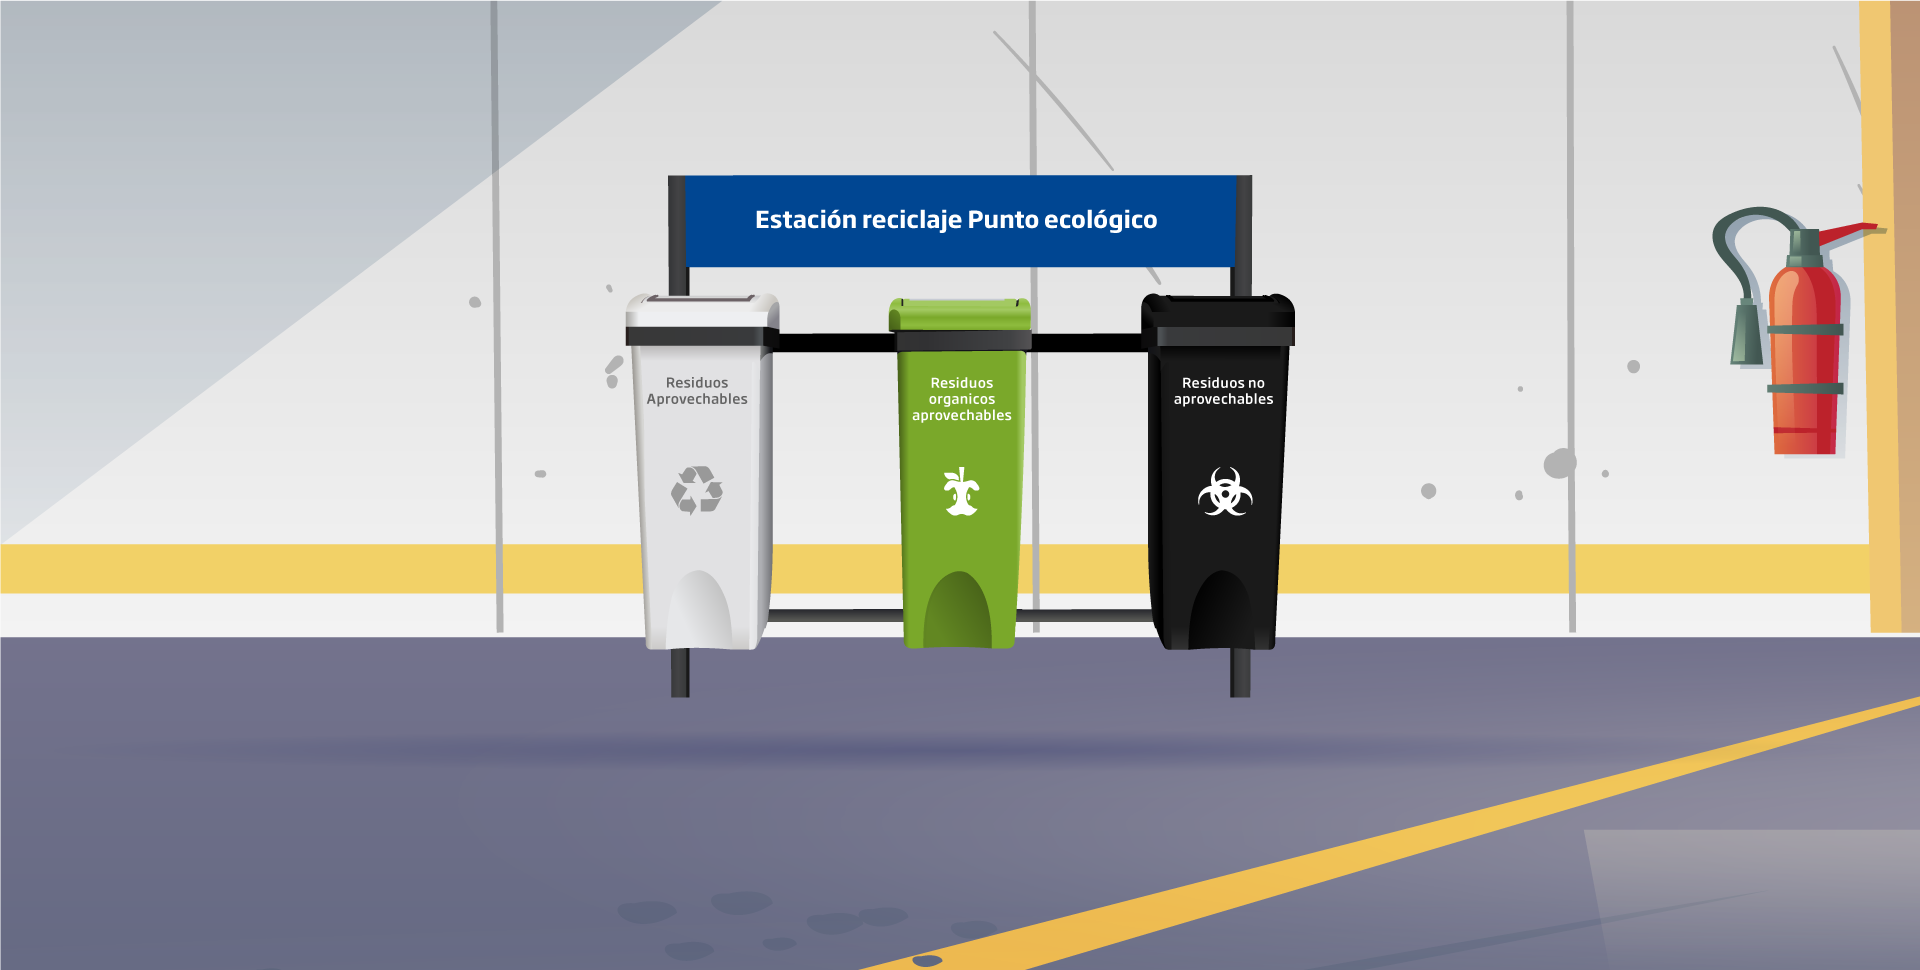 Estación reciclaje Punto ecológico
Residuos
Aprovechables
Residuos
organicos
aprovechables
Residuos no
aprovechables